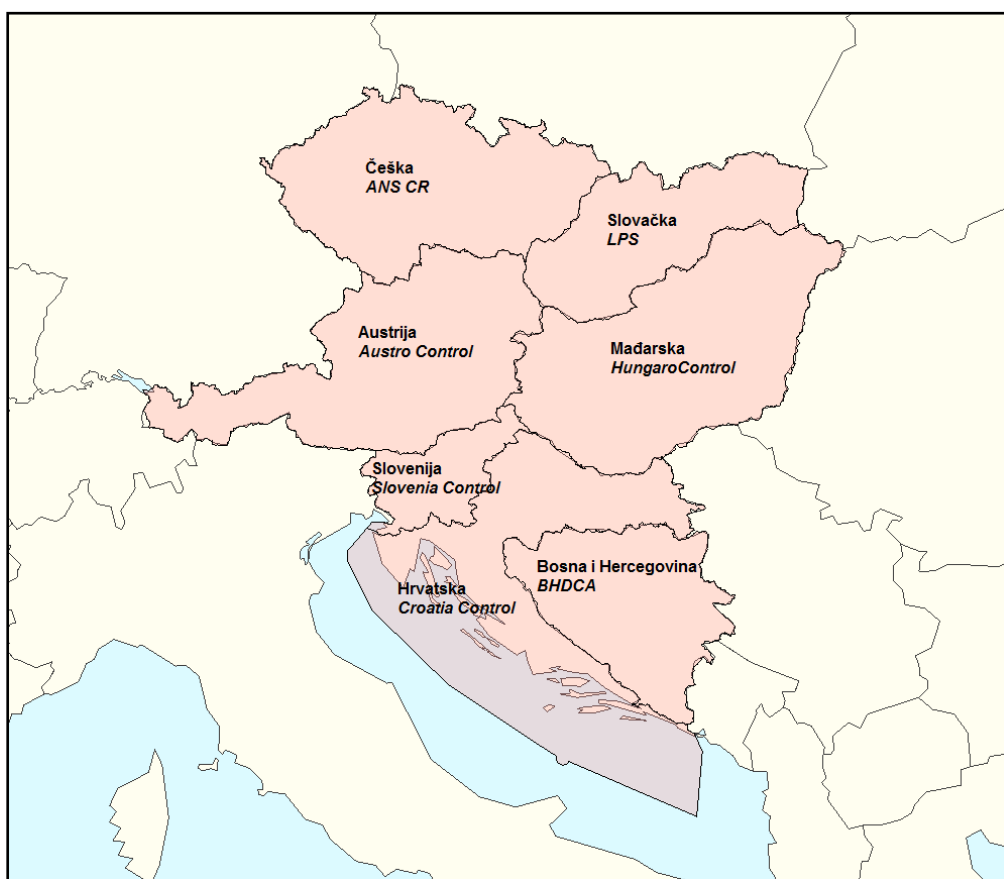 Češka
ANS CR
Slovačka
LPS
Austrija
Austro Control
Mađarska
HungaroControl
Slovenija
Slovenia Control
Bosna i Hercegovina
BHDCA
Hrvatska
Croatia Control